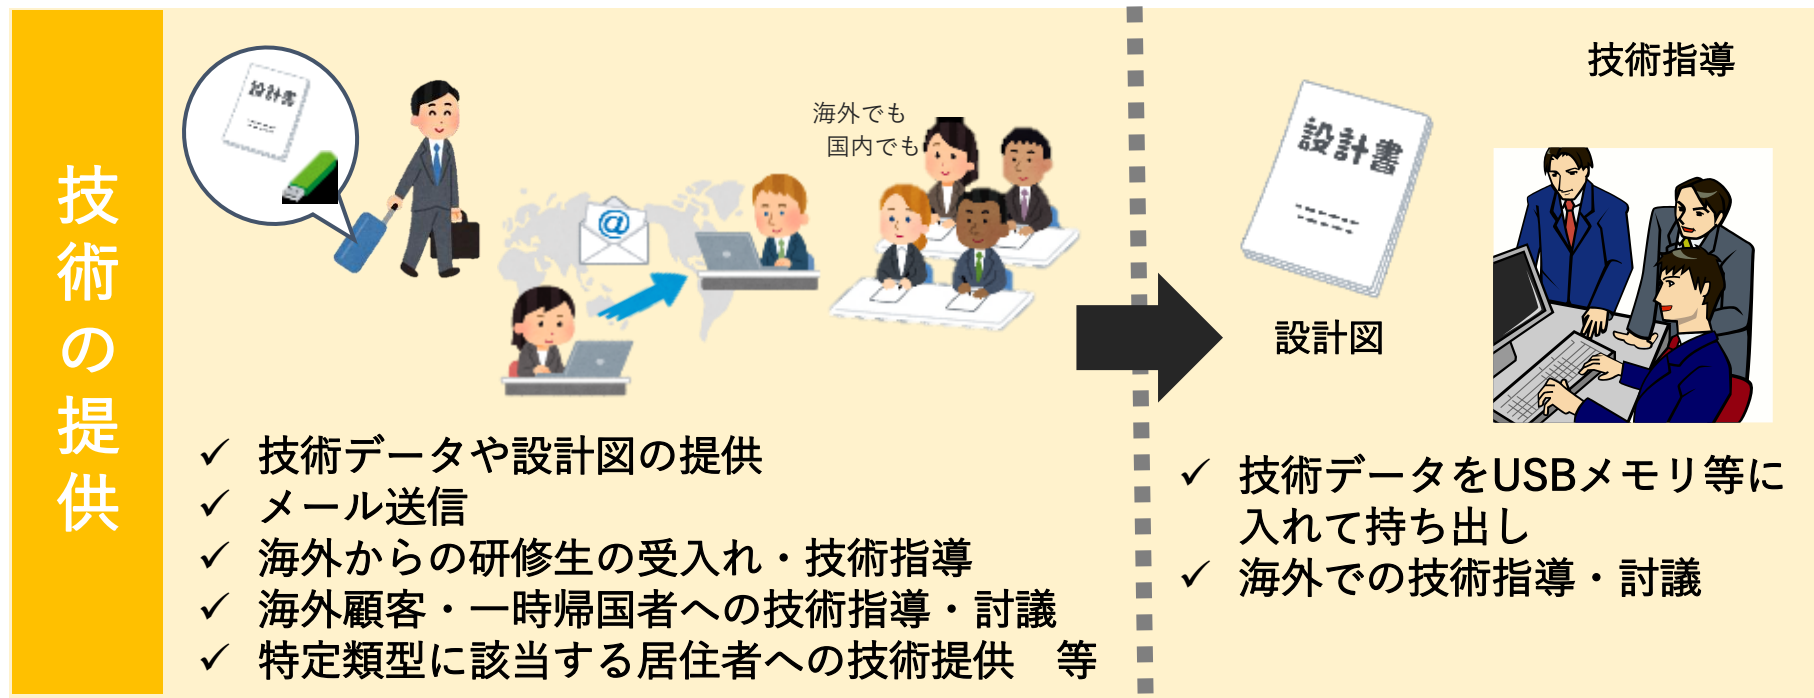 技術の提供
設計書
海外でも
国内でも
@
✓ 技術データや設計図の提供
✓ メール送信
✓ 海外からの研修生の受入れ・技術指導
✓ 海外顧客・一時帰国者への技術指導・討議
✓ 特定類型に該当する居住者への技術提供　等
技術指導
設計書
設計図
✓ 技術データをUSBメモリ等に
入れて持ち出し
✓ 海外での技術指導・討議